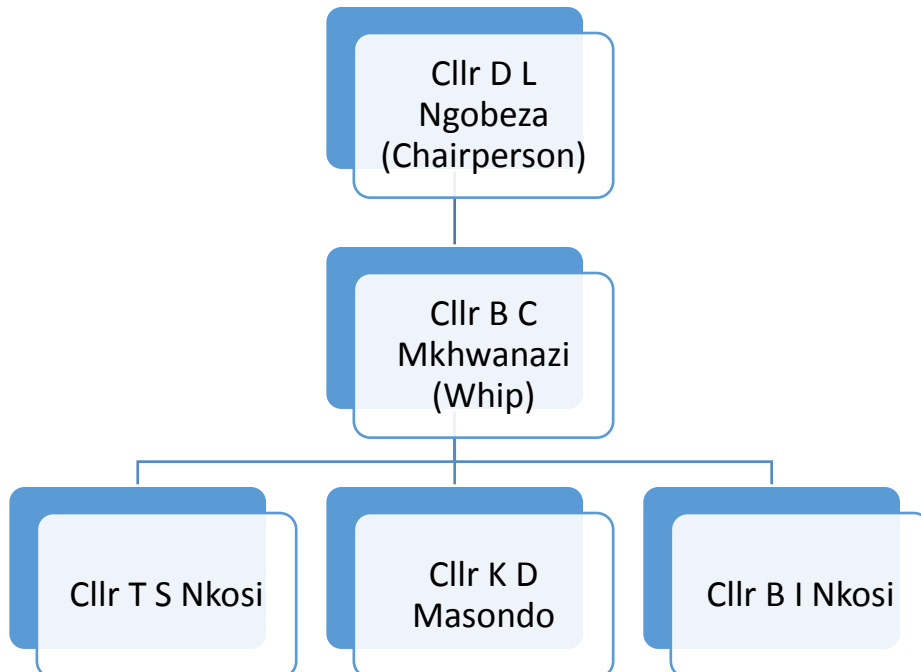 Cllr D L
Ngobeza
(Chairperson)
Cllr B C
Mkhwanazi
(Whip)
Cllr T S Nkosi
Cllr K D
Masondo
Cllr B I Nkosi